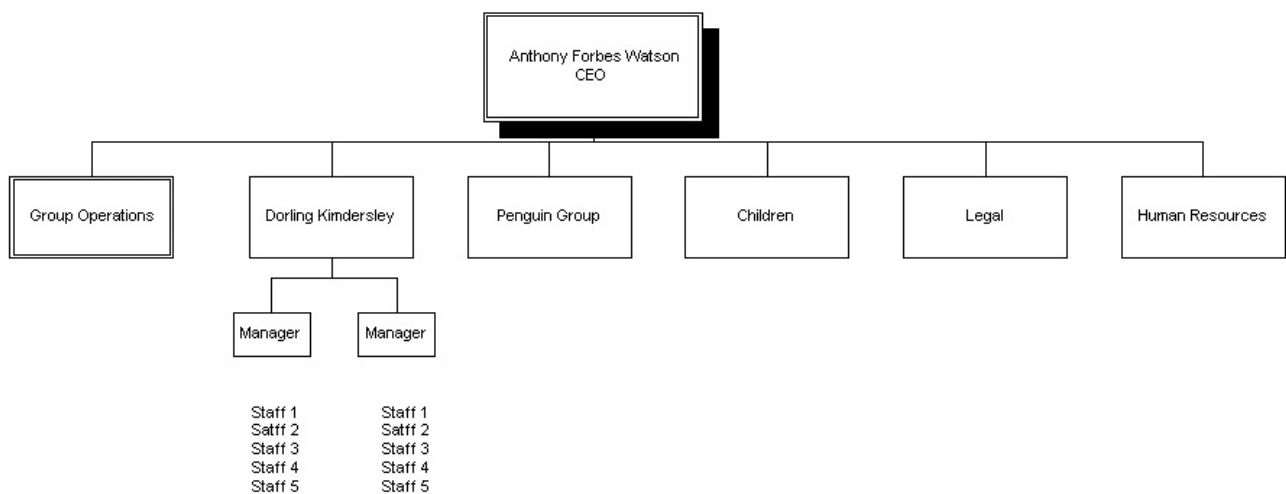 Anthony Forbes Watson
CEO
Group Operations
Dorling Kimdersley
Penguin Group
Children
Legal
Human Resources
Manager
Manager
Staff 1
Satff 2
Staff 3
Staff 4
Staff 5
Staff 1
Satff 2
Staff 3
Staff 4
Staff 5